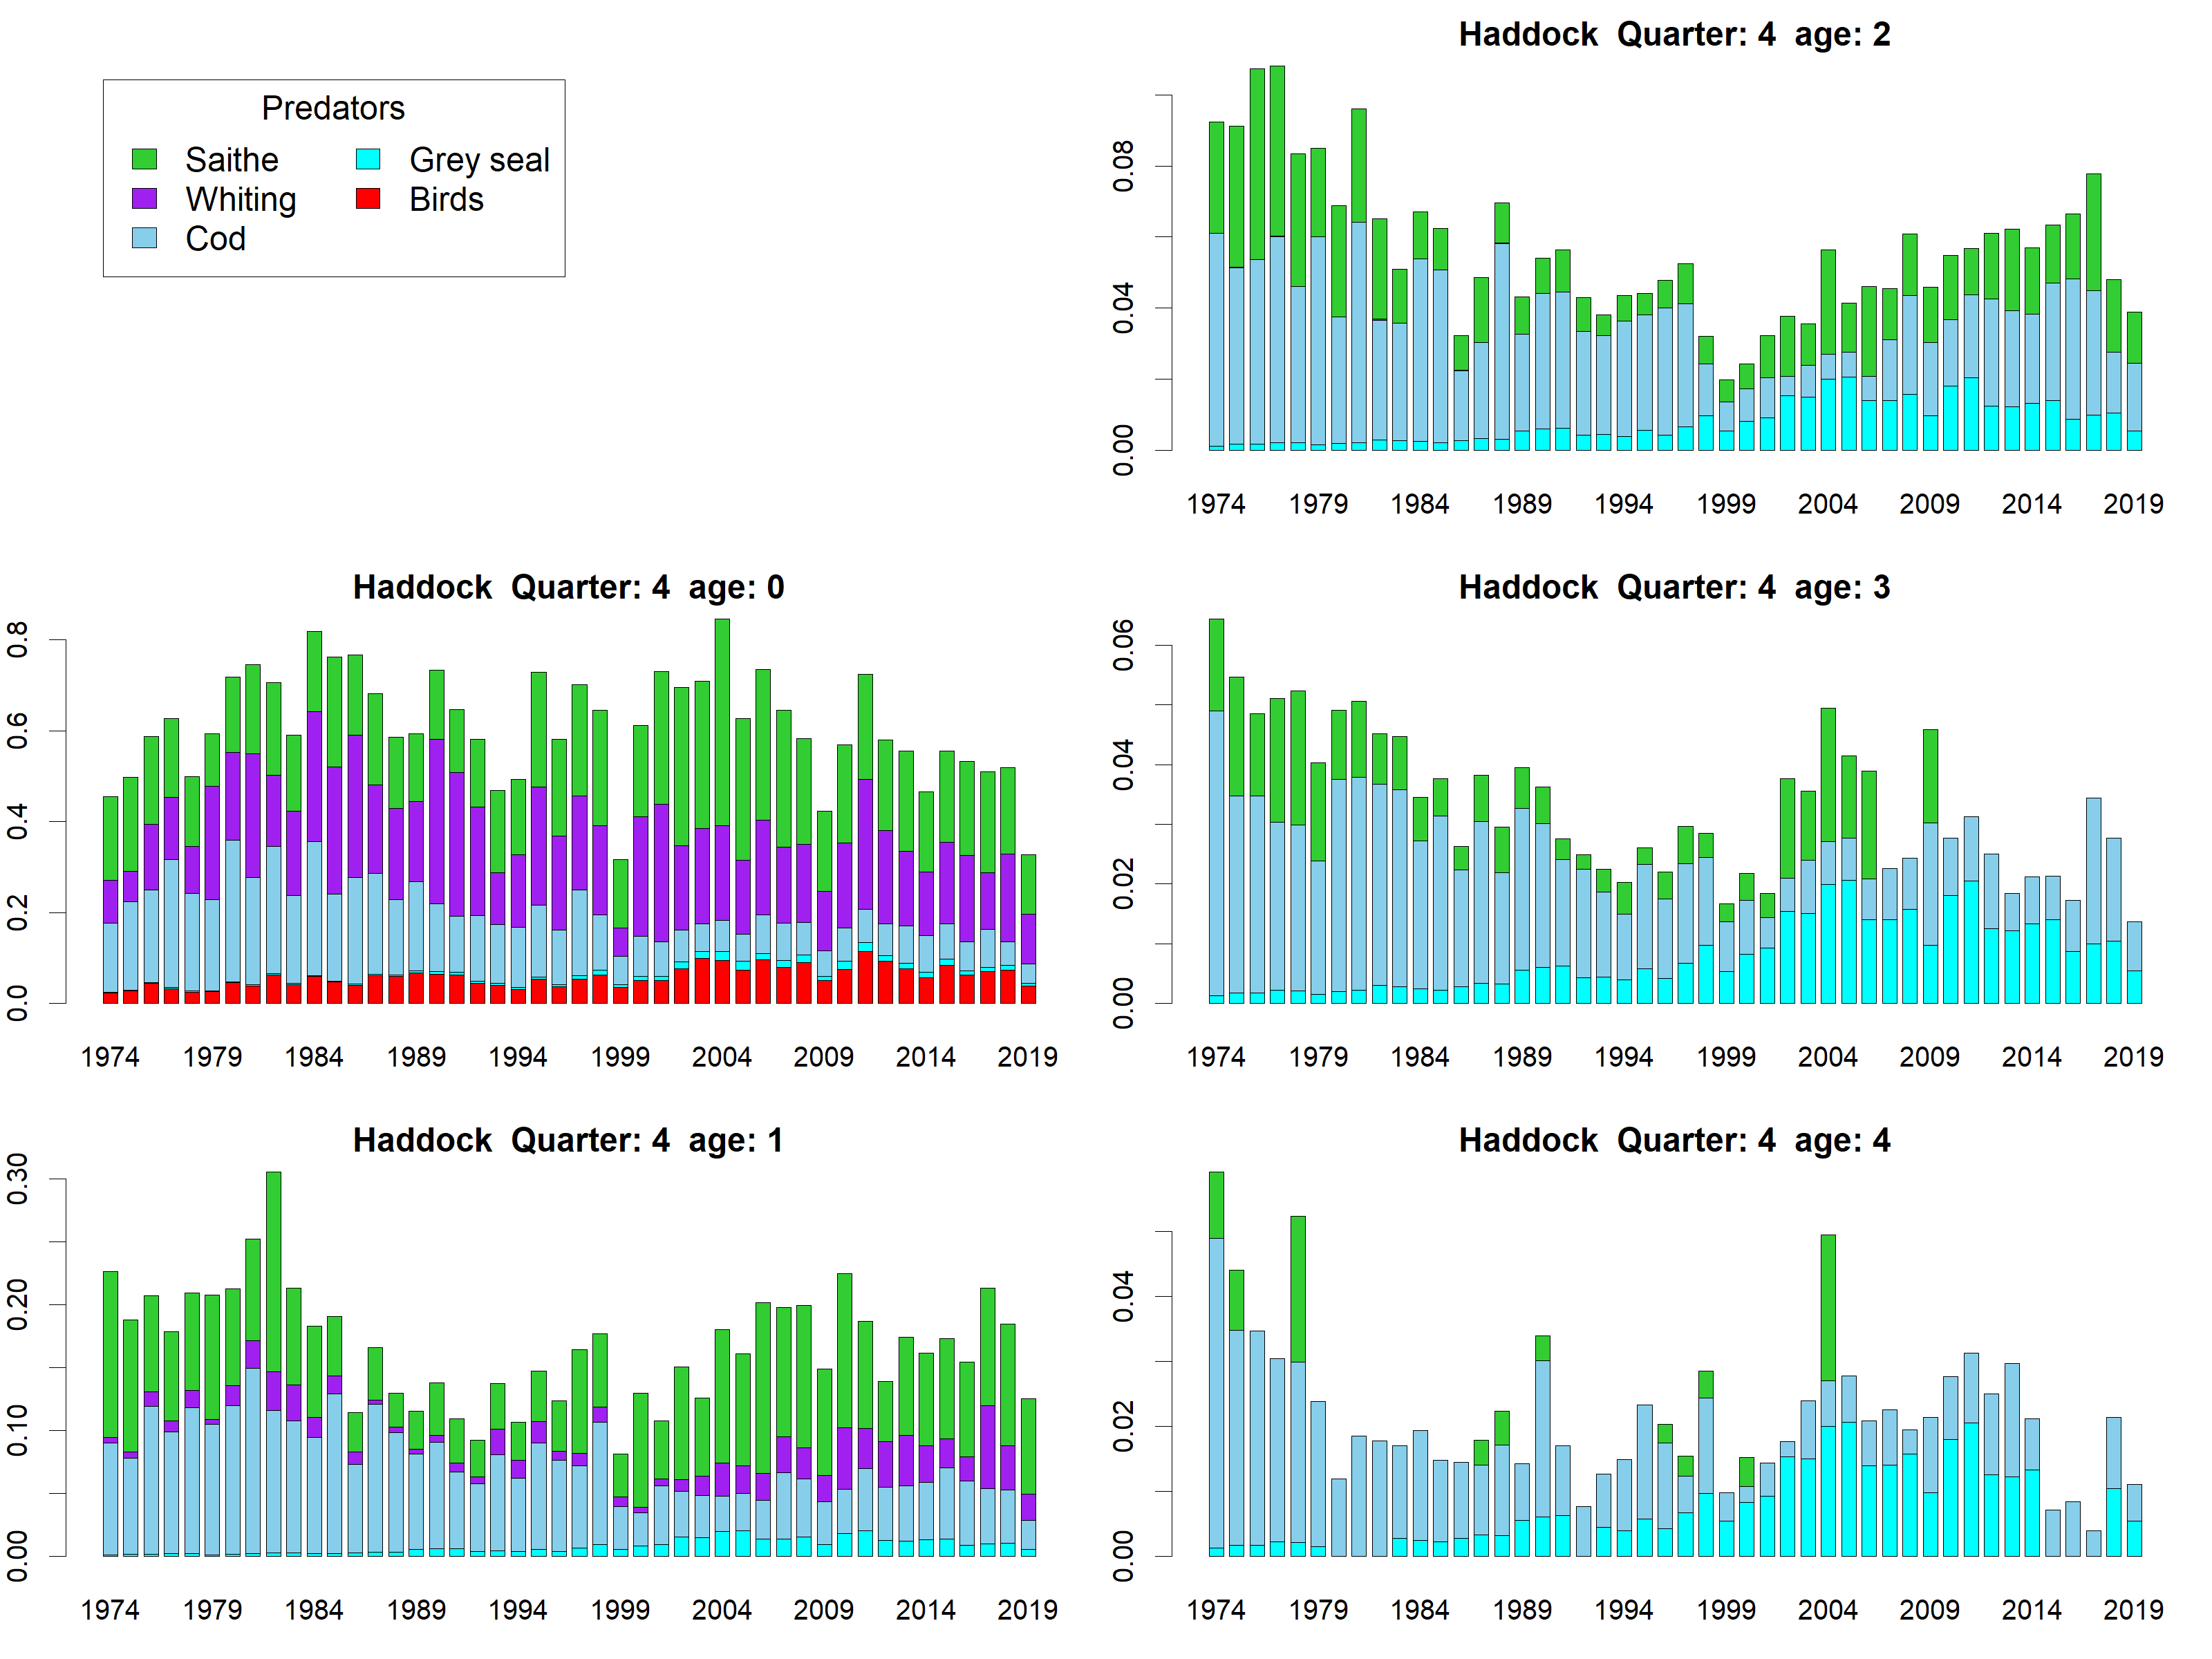 Predators
Saithe
Whiting
Cod
Grey seal
Birds
Haddock Quarter: 4 age: 2
0.00 0.04 0.08
1974 1979 1984 1989 1994 1999 2004 2009 2014 2019
Haddock Quarter: 4 age: 0
0.0 0.2 0.4 0.6 0.8
1974 1979 1984 1989 1994 1999 2004 2009 2014 2019
Haddock Quarter: 4 age: 3
0.00 0.02 0.04 0.06
1974 1979 1984 1989 1994 1999 2004 2009 2014 2019
Haddock Quarter: 4 age: 1
0.00 0.10 0.20 0.30
1974 1979 1984 1989 1994 1999 2004 2009 2014 2019
Haddock Quarter: 4 age: 4
0.00 0.02 0.04
1974 1979 1984 1989 1994 1999 2004 2009 2014 2019